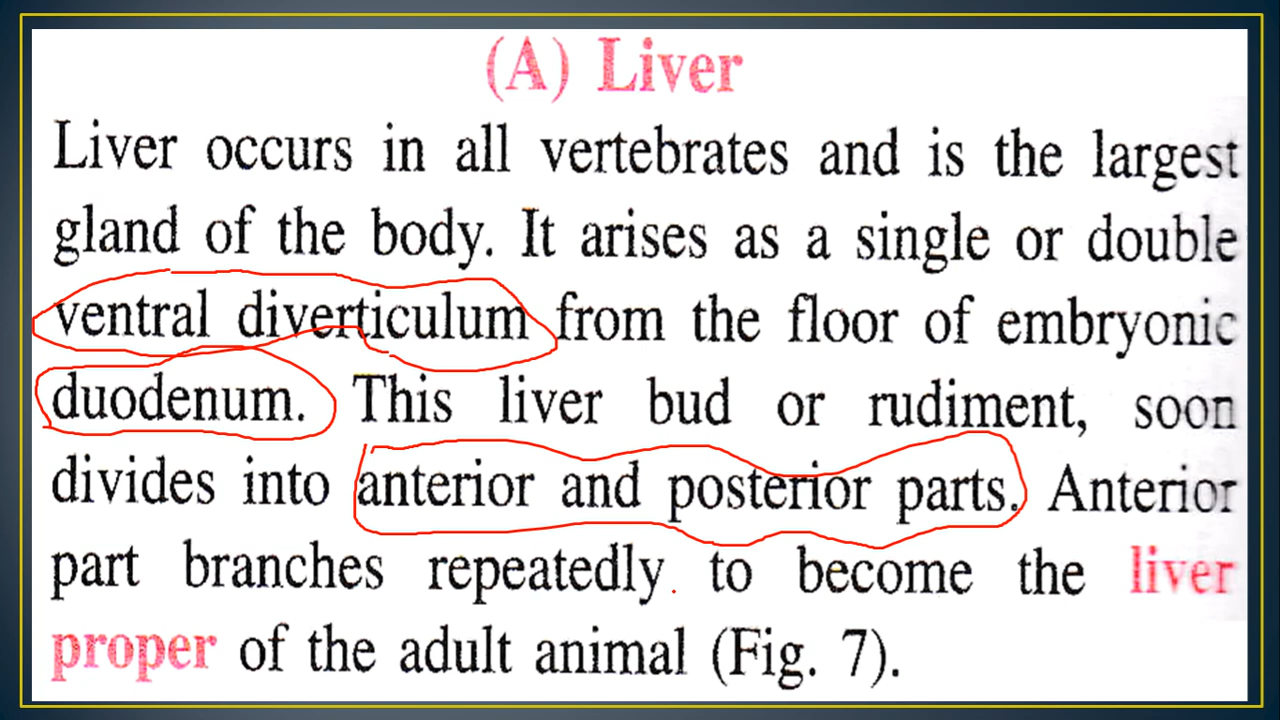 (A) Liver
Liver occurs in all vertebrates and is the largest
gland of the body. It arises as a single or double
ventral diverticulum from the floor of embryonic
duodenum. This liver bud or rudiment, soon
divides into anterior and posterior parts. Anterior
part branches repeatedly to become the liver
proper of the adult animal (Fig. 7).